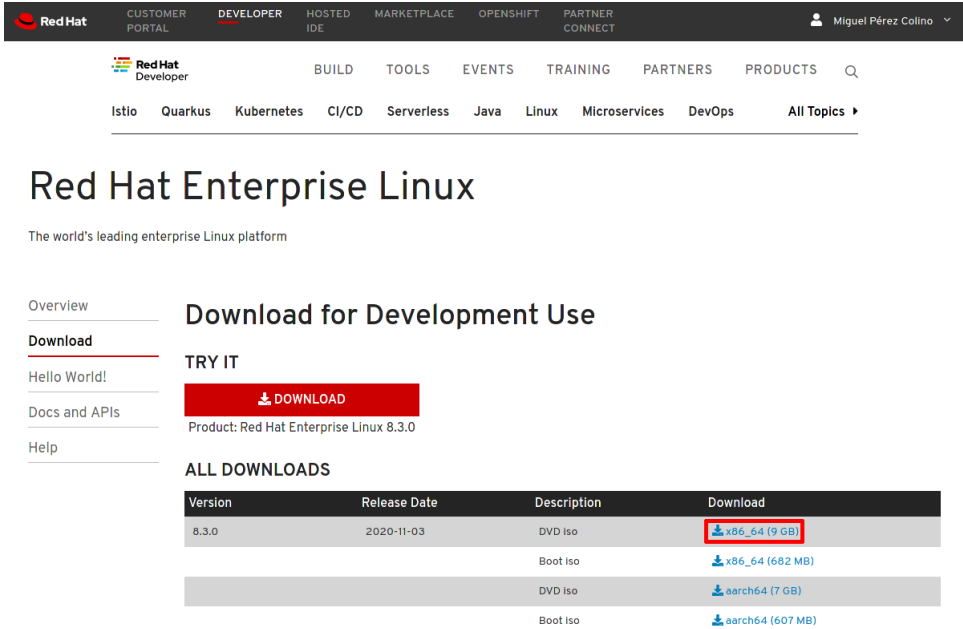 Red Hat
CUSTOMER PORTAL
DEVELOPER
HOSTED IDE
MARKETPLACE
OPENSHIFT
PARTNER CONNECT
Miguel Pérez Colino
Red Hat
Developer
BUILD TOOLS EVENTS TRAINING PARTNERS PRODUCTS
Istio Quarkus Kubernetes CI/CD Serverless Java Linux Microservices DevOps All Topics
Red Hat Enterprise Linux
The world's leading enterprise Linux platform
Overview
Download
Hello World!
Docs and APIs
Help
Download for Development Use
TRY IT
DOWNLOAD
Product: Red Hat Enterprise Linux 8.3.0
ALL DOWNLOADS
Version Release Date Description Download
8.3.0 2020-11-03 DVD iso x86_64 (9 GB)
Boot iso x86_64 (682 MB)
DVD iso aarch64 (7 GB)
Boot iso aarch64 (607 MB)